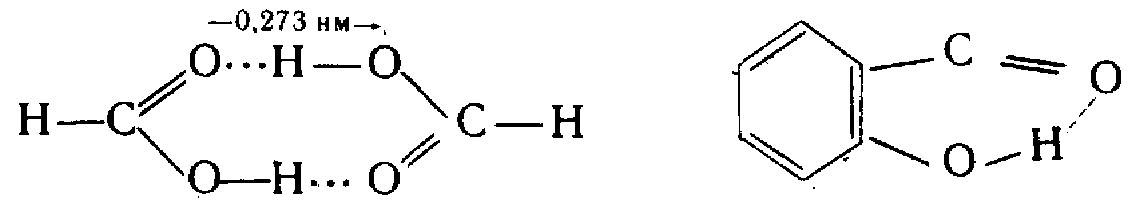 –0,273 нм→
O···H—O
C
O
H—C
C—H
H
O—H···O
O